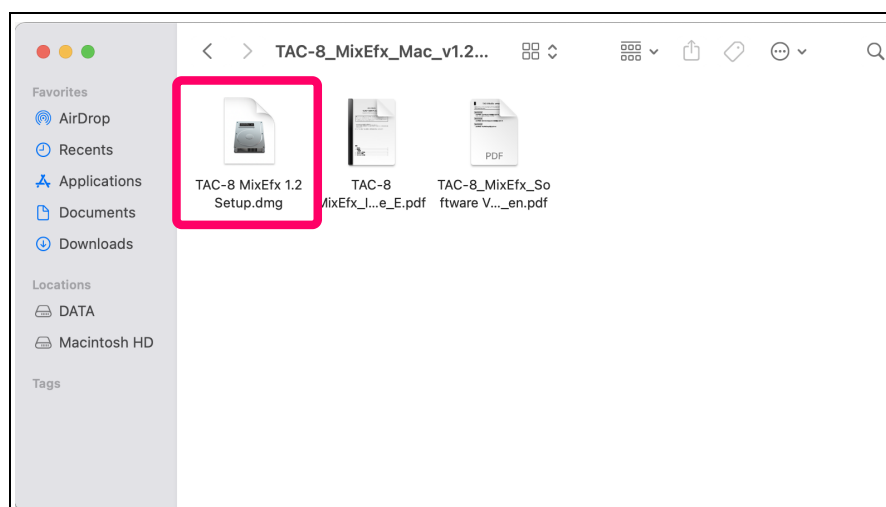 TAC-8_MixEfx_Mac_v1.2...
Favorites
AirDrop
Recents
Applications
Documents
Downloads
Locations
DATA
Macintosh HD
Tags
TAC-8 MixEfx 1.2
Setup.dmg
TAC-8
MixEfx_I...e_E.pdf
PDF
TAC-8_MixEfx_So
ftware V..._en.pdf